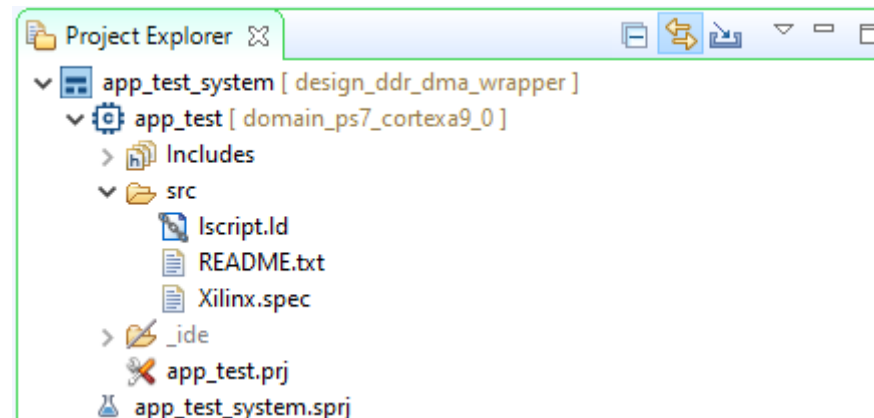 Project Explorer
app_test_system [ design_ddr_dma_wrapper ]
app_test [ domain_ps7_cortexa9_0 ]
Includes
src
lscript.ld
README.txt
Xilinx.spec
_ide
app_test.prj
app_test_system.sprj